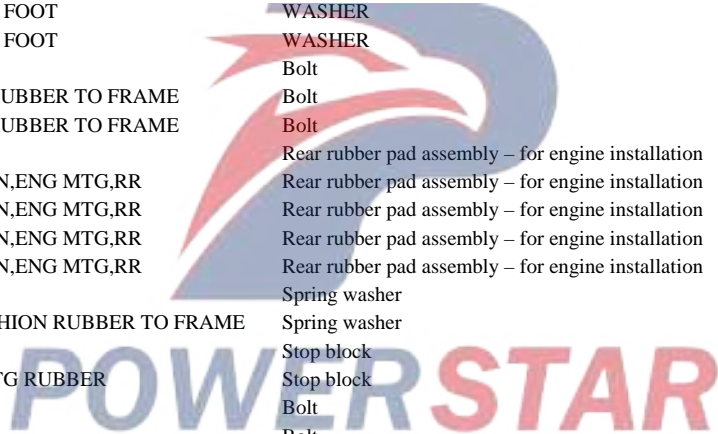 FOOT WASHER
FOOT WASHER
Bolt
UBBER TO FRAME Bolt
UBBER TO FRAME Bolt
Rear rubber pad assembly – for engine installation
N,ENG MTG,RR Rear rubber pad assembly – for engine installation
N,ENG MTG,RR Rear rubber pad assembly – for engine installation
N,ENG MTG,RR Rear rubber pad assembly – for engine installation
N,ENG MTG,RR Rear rubber pad assembly – for engine installation
Spring washer
HION RUBBER TO FRAME Spring washer
Stop block
TG RUBBER Stop block
POWERSTAR
Bolt
Bolt